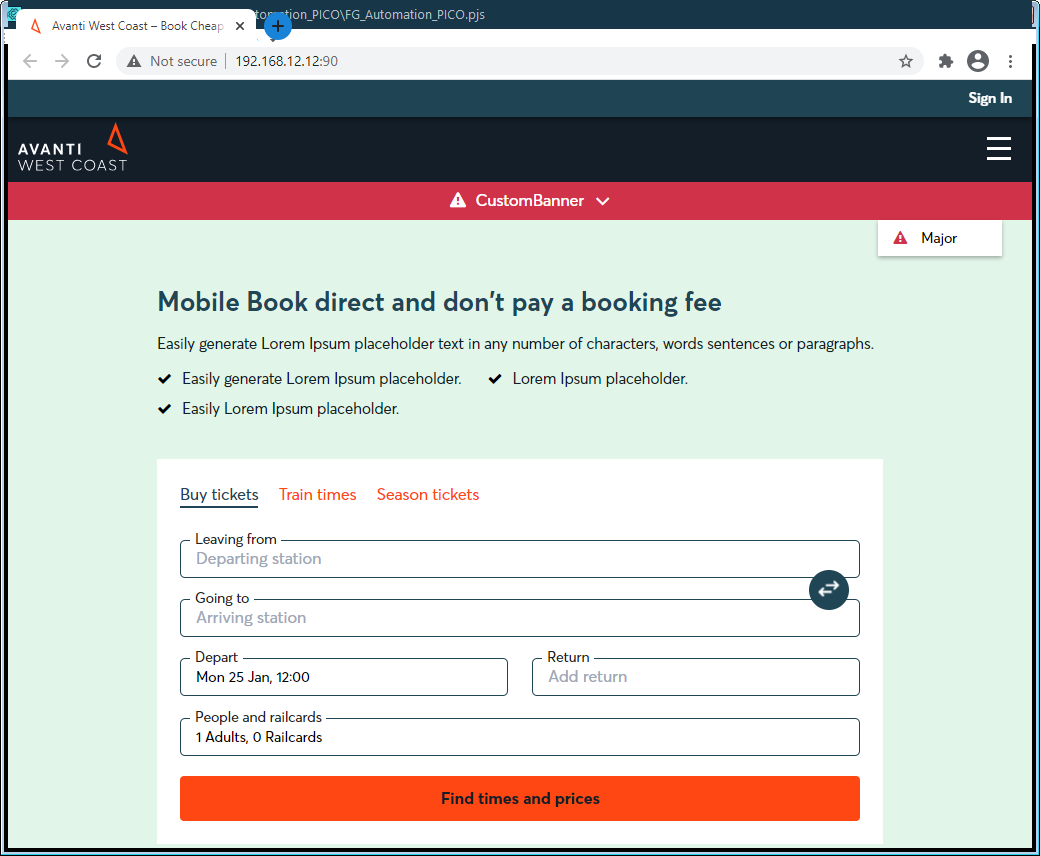 tomation_PICO\FG_Automation_PICO.pjs
Avanti West Coast – Book Cheap
Not secure 192.168.12.12:90
Sign In
AVANTI
WEST COAST
CustomBanner
Major
Mobile Book direct and don't pay a booking fee
Easily generate Lorem Ipsum placeholder text in any number of characters, words sentences or paragraphs.
Easily generate Lorem Ipsum placeholder. Lorem Ipsum placeholder.
Easily Lorem Ipsum placeholder.
Buy tickets Train times Season tickets
Leaving from
Departing station
Going to
Arriving station
Depart Return
Mon 25 Jan, 12:00 Add return
People and railcards
1 Adults, 0 Railcards
Find times and prices